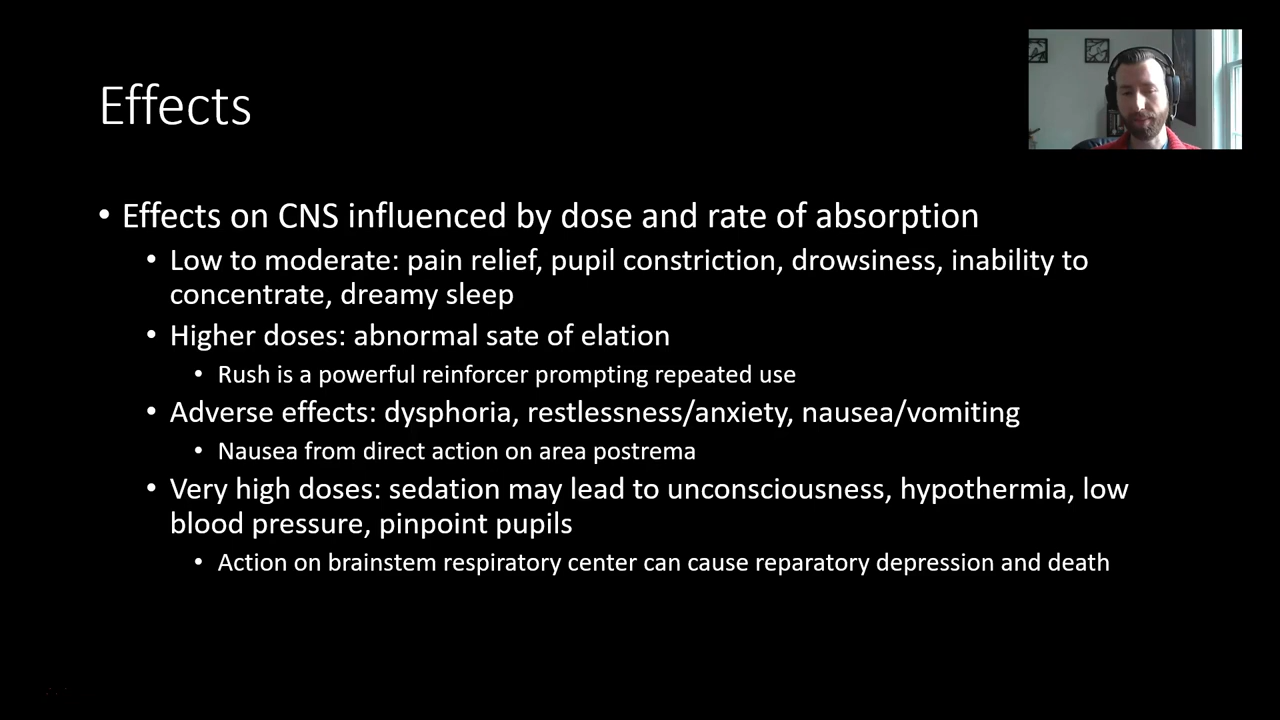 Effects
• Effects on CNS influenced by dose and rate of absorption
• Low to moderate: pain relief, pupil constriction, drowsiness, inability to
concentrate, dreamy sleep
• Higher doses: abnormal sate of elation
• Rush is a powerful reinforcer prompting repeated use
• Adverse effects: dysphoria, restlessness/anxiety, nausea/vomiting
• Nausea from direct action on area postrema
• Very high doses: sedation may lead to unconsciousness, hypothermia, low
blood pressure, pinpoint pupils
• Action on brainstem respiratory center can cause reparatory depression and death